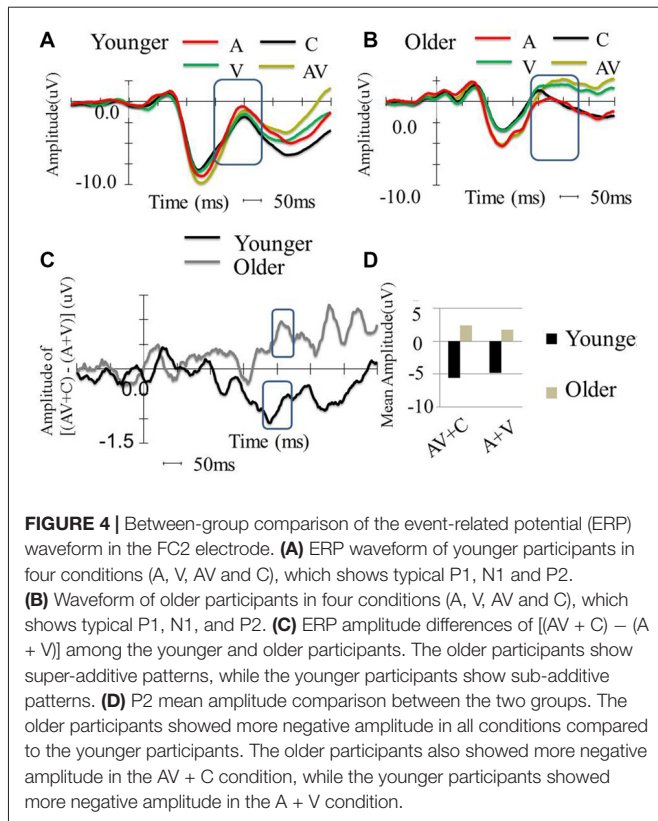 A Younger A C
V AV
Amplitude(uV)
0.0
-10.0
Time (ms) 50ms
B Older A C
V AV
Amplitude(uV)
0.0
-10.0
Time (ms) 50ms
Younger
Older
C
Amplitude of
[(AV+C) - (A+V)] (uV)
0.0
-1.5
Time (ms)
50ms
D
Mean Amplitude(uV)
5
0
-5
-10
AV+C
A+V
Younge
Older
FIGURE 4 | Between-group comparison of the event-related potential (ERP)
waveform in the FC2 electrode. (A) ERP waveform of younger participants in
four conditions (A, V, AV and C), which shows typical P1, N1 and P2.
(B) Waveform of older participants in four conditions (A, V, AV and C), which
shows typical P1, N1, and P2. (C) ERP amplitude differences of [(AV + C) − (A
+ V)] among the younger and older participants. The older participants show
super-additive patterns, while the younger participants show sub-additive
patterns. (D) P2 mean amplitude comparison between the two groups. The
older participants showed more negative amplitude in all conditions compared
to the younger participants. The older participants also showed more negative
amplitude in the AV + C condition, while the younger participants showed
more negative amplitude in the A + V condition.